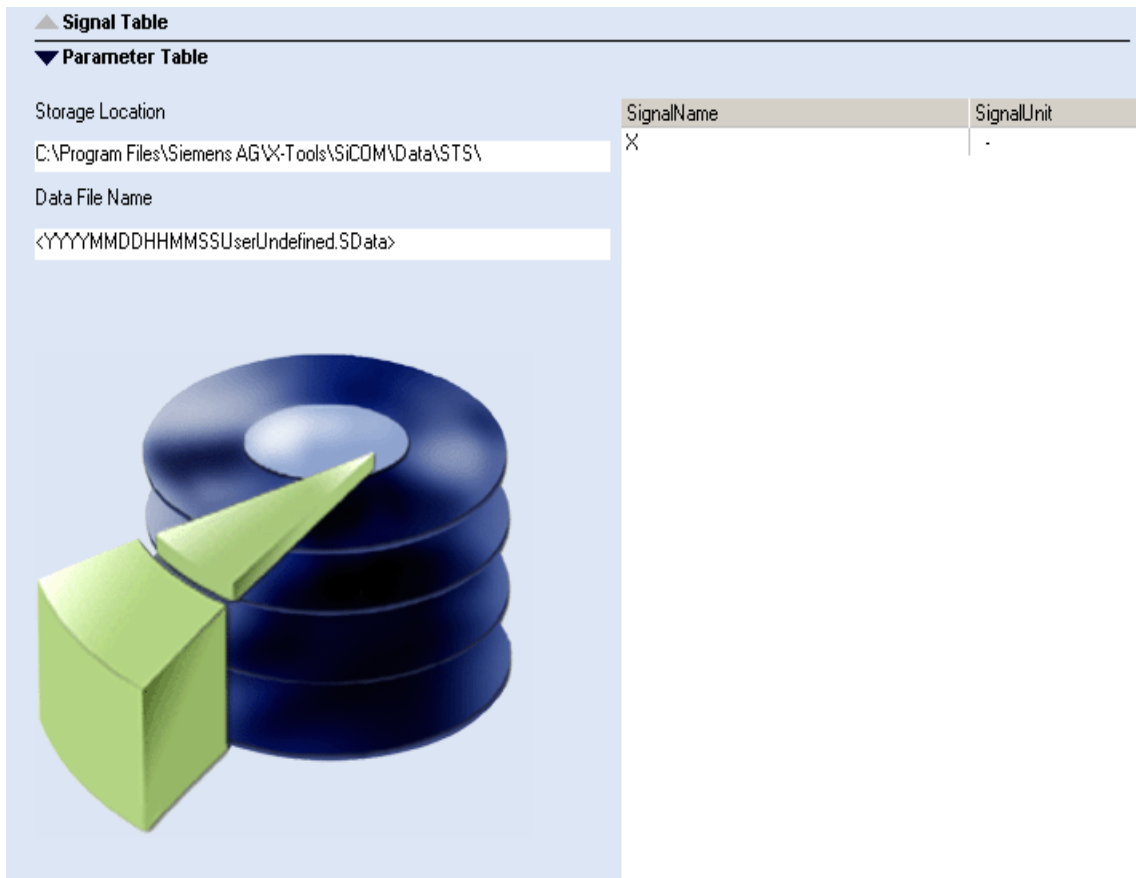 Signal Table
Parameter Table
Storage Location
C:\Program Files\Siemens AG\X-Tools\SiCOM\Data\STS\
Data File Name
<YYYYMMDDHHMMSSUserUndefined.SData>
SignalName SignalUnit
X -